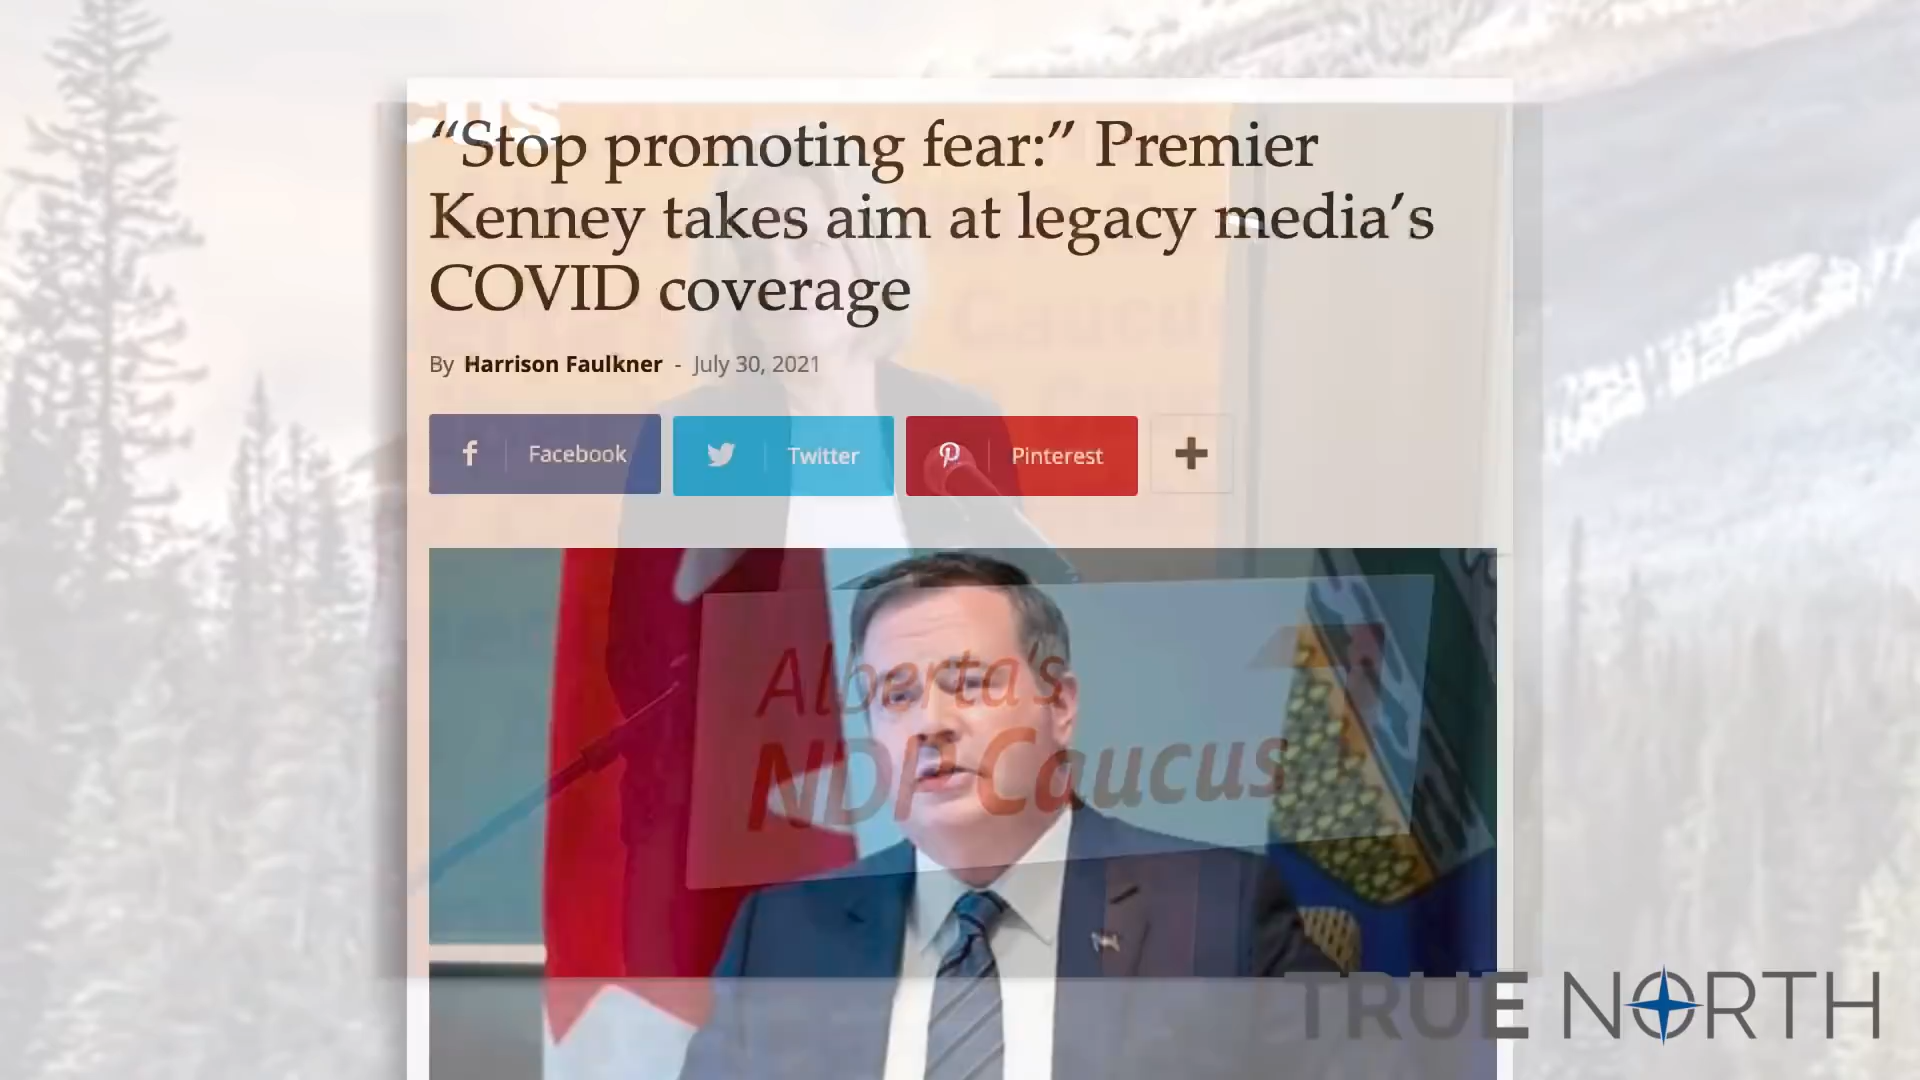 “Stop promoting fear:” Premier
Kenney takes aim at legacy media’s
COVID coverage
By Harrison Faulkner - July 30, 2021
Facebook
Twitter
Pinterest
Caucus
Alberta's
NDP Caucus
TRUE NORTH